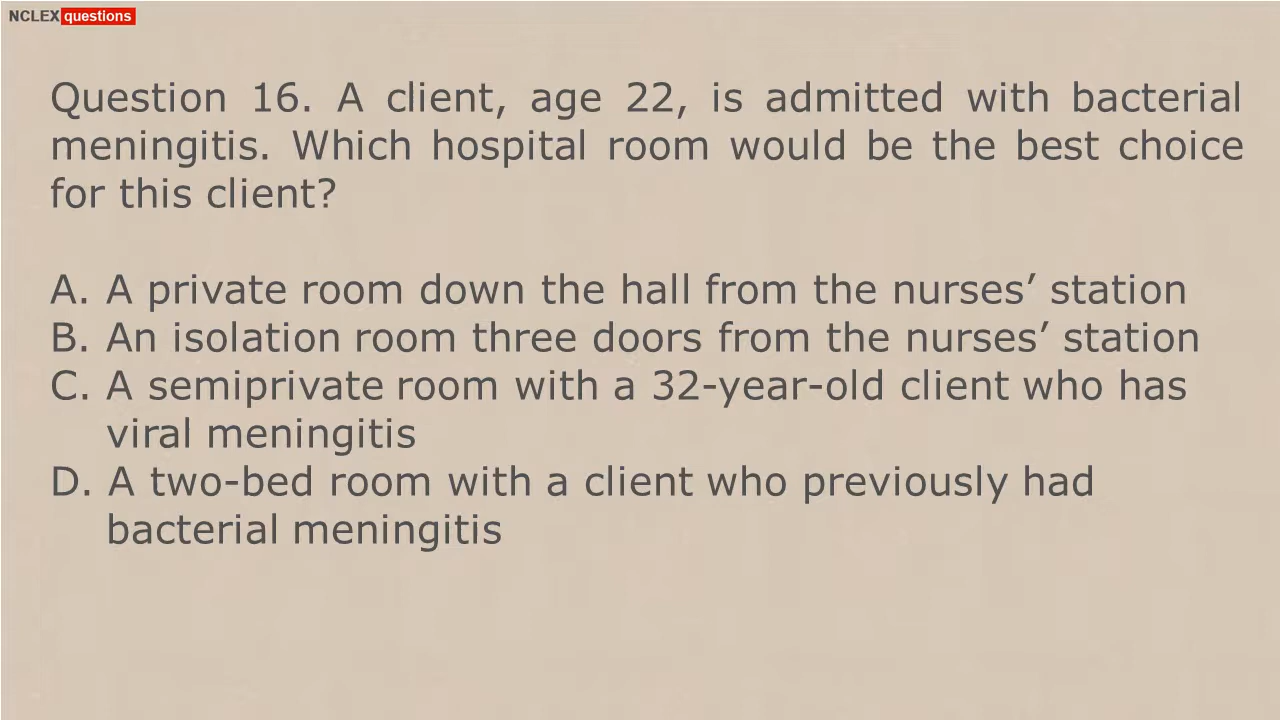 NCLEX questions
Question 16. A client, age 22, is admitted with bacterial
meningitis. Which hospital room would be the best choice
for this client?
A. A private room down the hall from the nurses’ station
B. An isolation room three doors from the nurses’ station
C. A semiprivate room with a 32-year-old client who has
viral meningitis
D. A two-bed room with a client who previously had
bacterial meningitis